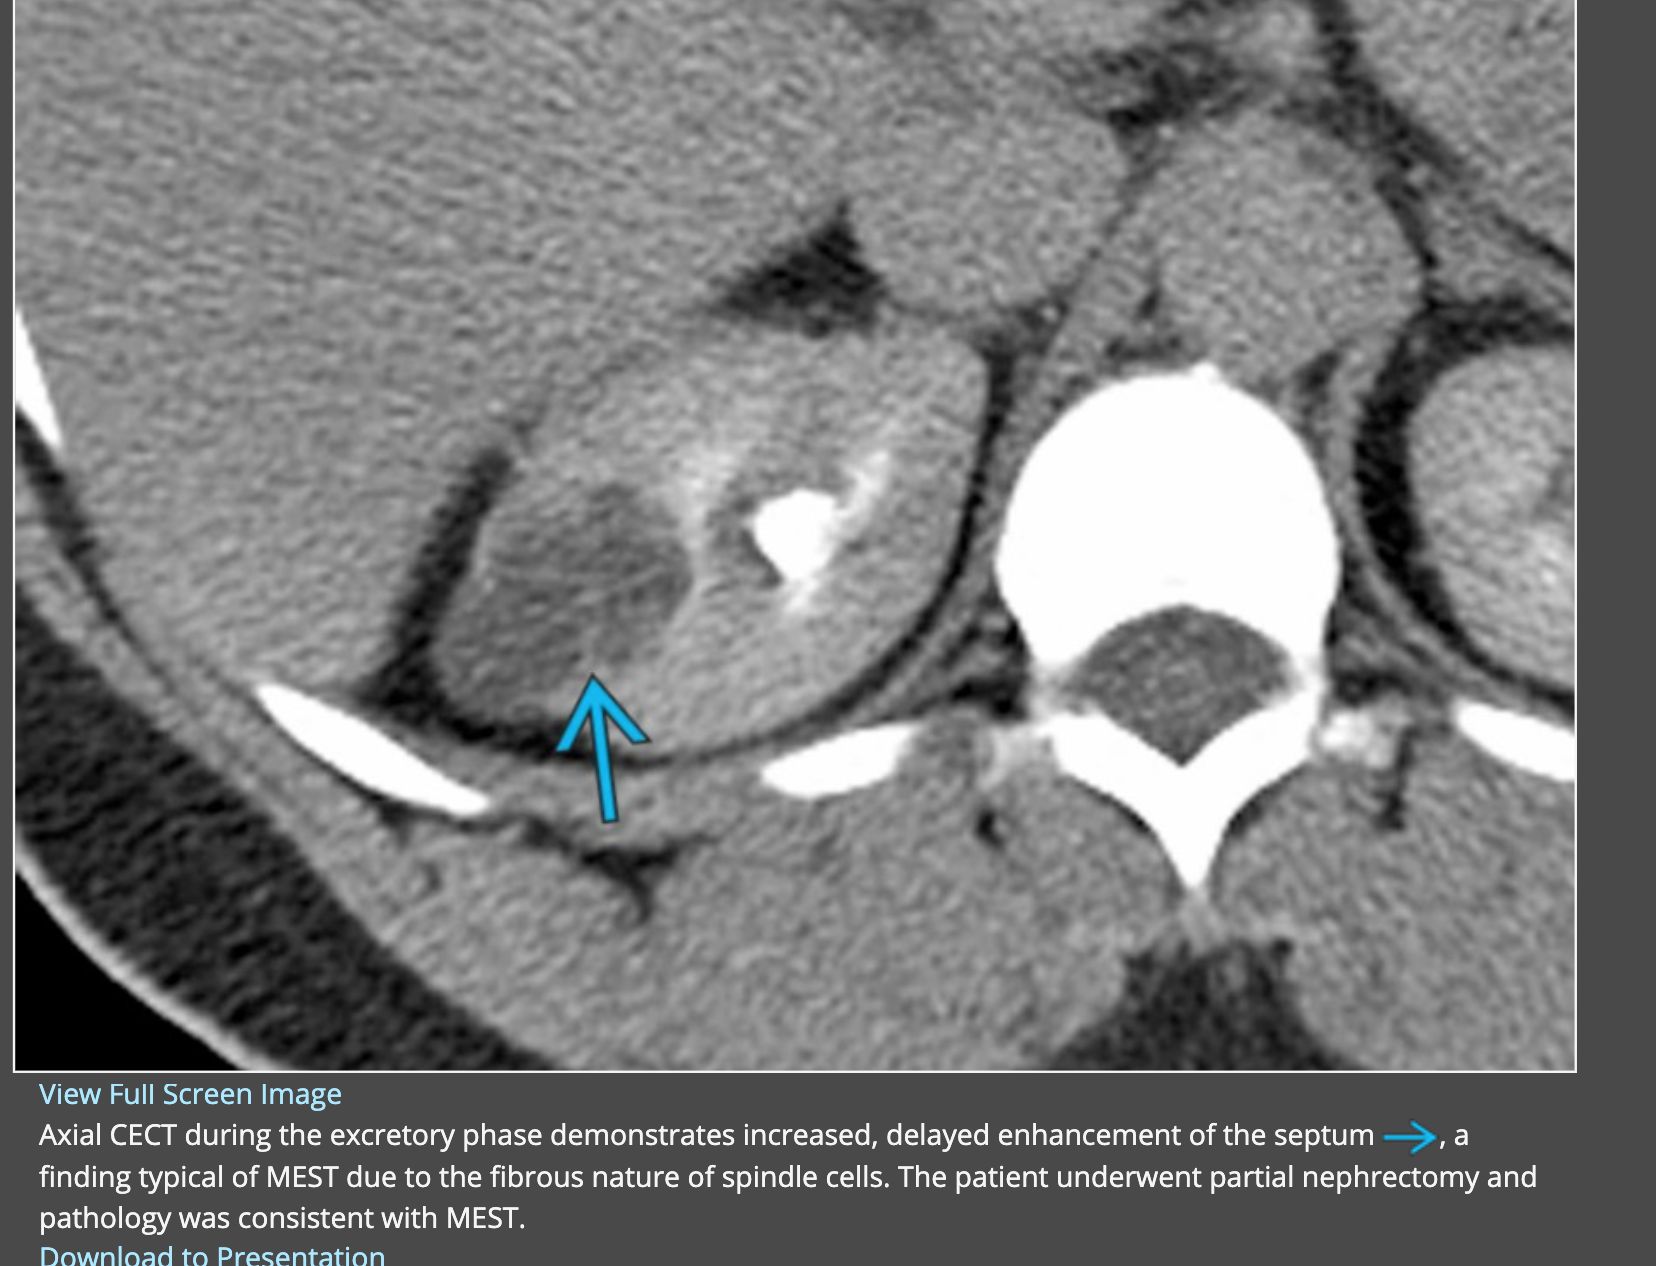 View Full Screen Image
Axial CECT during the excretory phase demonstrates increased, delayed enhancement of the septum →, a
finding typical of MEST due to the fibrous nature of spindle cells. The patient underwent partial nephrectomy and
pathology was consistent with MEST.
Download to Presentation